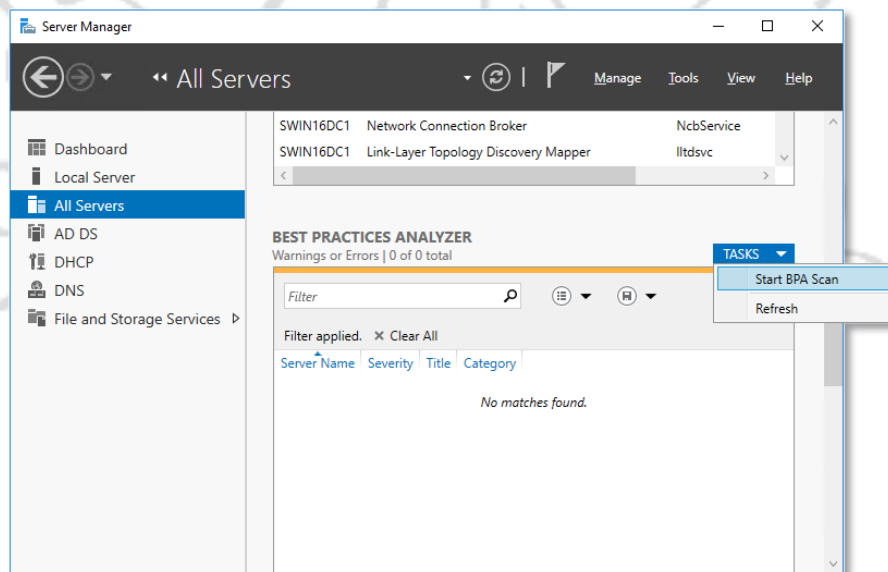 Server Manager
All Servers
Manage Tools View Help
Dashboard
Local Server
All Servers
AD DS
DHCP
DNS
File and Storage Services
SWIN16DC1 Network Connection Broker NcbService
SWIN16DC1 Link-Layer Topology Discovery Mapper lltdsvc
BEST PRACTICES ANALYZER
Warnings or Errors | 0 of 0 total
TASKS
Start BPA Scan
Refresh
Filter
Filter applied. Clear All
Server Name Severity Title Category
No matches found.